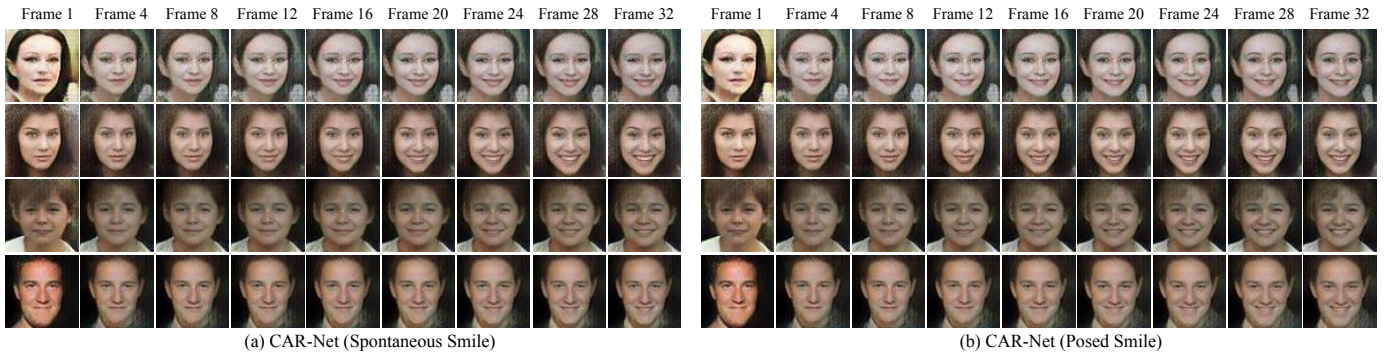 Frame 1 Frame 4 Frame 8 Frame 12 Frame 16 Frame 20 Frame 24 Frame 28 Frame 32
Frame 1 Frame 4 Frame 8 Frame 12 Frame 16 Frame 20 Frame 24 Frame 28 Frame 32
(a) CAR-Net (Spontaneous Smile)
(b) CAR-Net (Posed Smile)